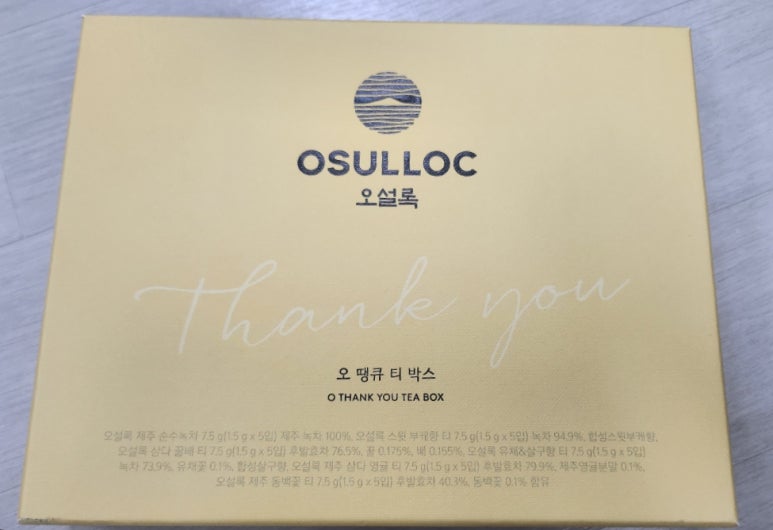 OSULLOC
오설록
Thank you
오 땡큐 티 박스
O THANK YOU TEA BOX
오설록 제주 순수녹차 7.5 g(1.5 g x 5입) 제주 녹차 100%, 오설록 스윗 부케향 티 7.5 g(1.5 g x 5입) 녹차 94.9%, 합성스윗부케향,
오설록 삼다 꿀배 티 7.5 g(1.5 g x 5입) 후발효차 76.5%, 꿀 0.175%, 배 0.155%, 오설록 유채&살구향 티 7.5 g(1.5 g x 5입)
녹차 73.9%, 유채꽃 0.1%, 합성살구향, 오설록 제주 삼다 영귤 티 7.5 g(1.5 g x 5입) 후발효차 79.9%, 제주영귤분말 0.1%,
오설록 제주 동백꽃 티 7.5 g(1.5 g x 5입) 후발효차 40.3%, 동백꽃 0.1% 함유